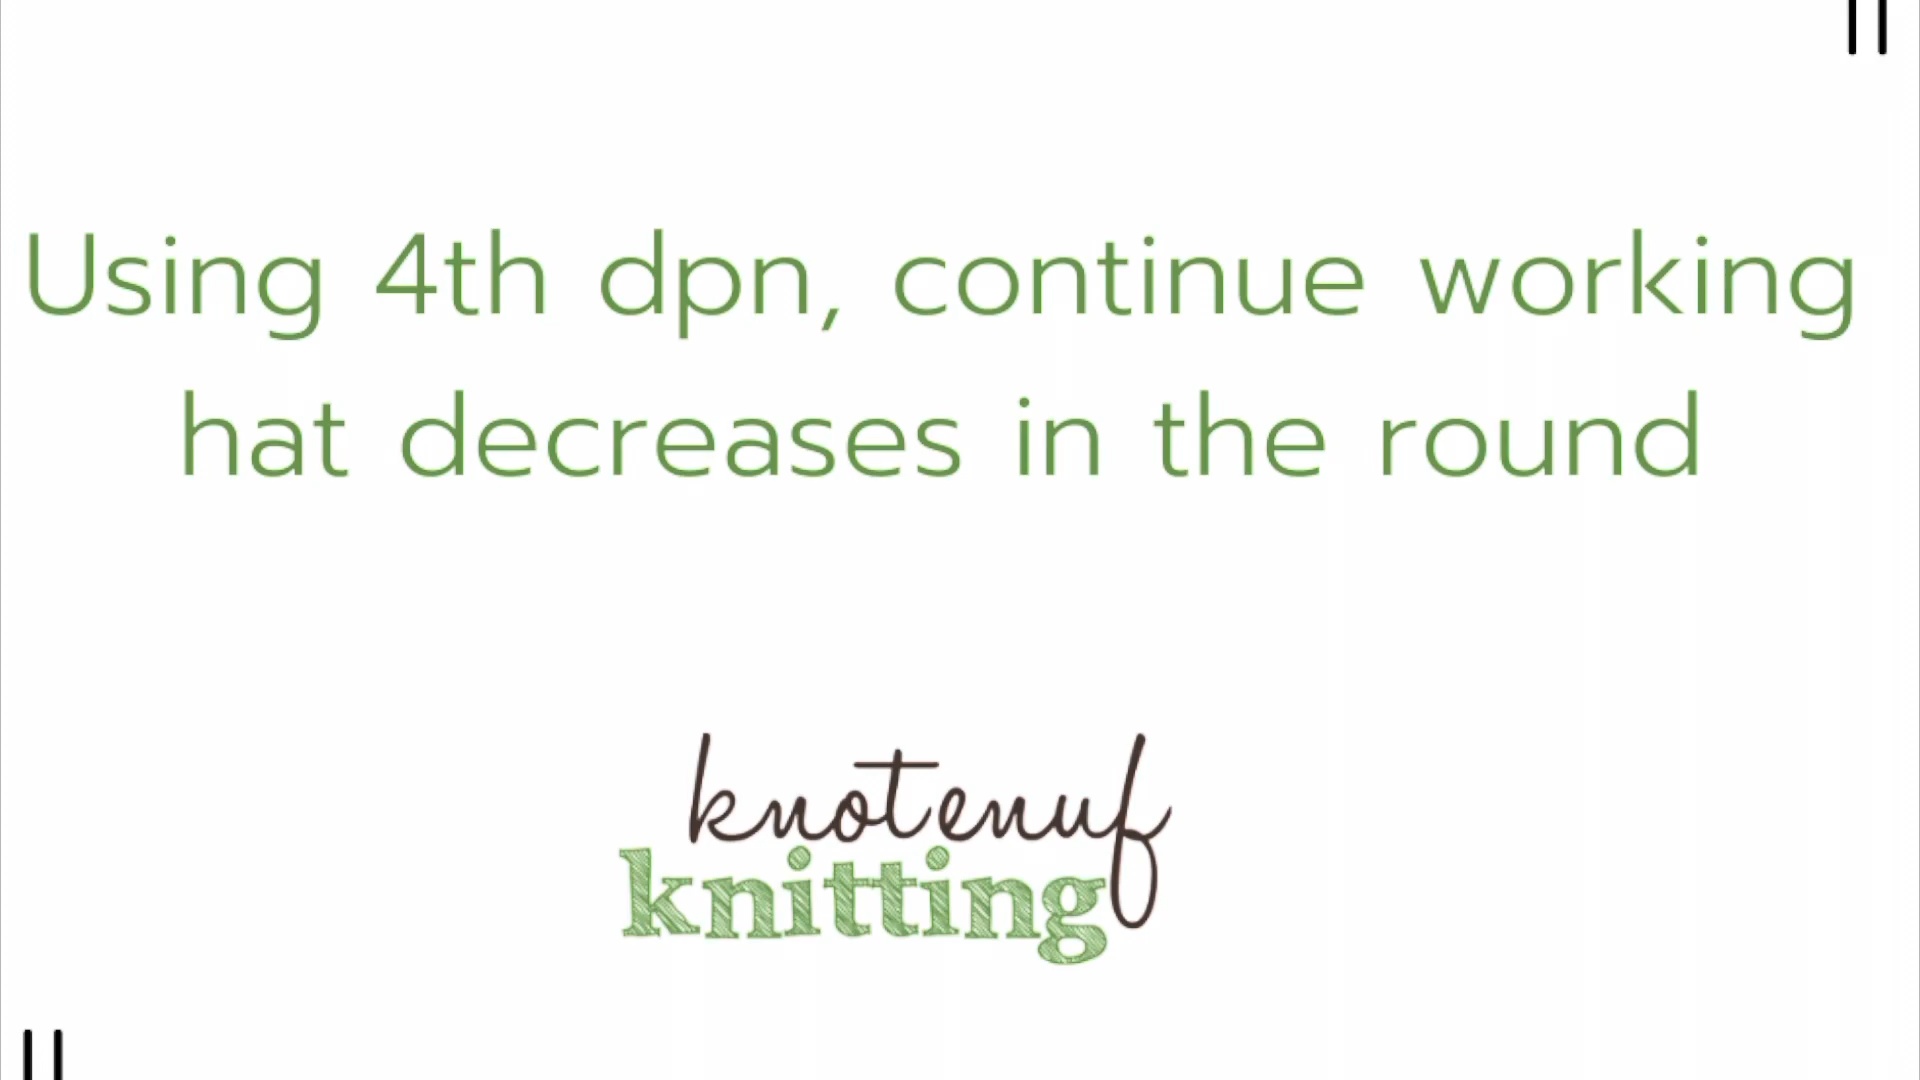 Using 4th dpn, continue working
hat decreases in the round
knotenuf
knitting